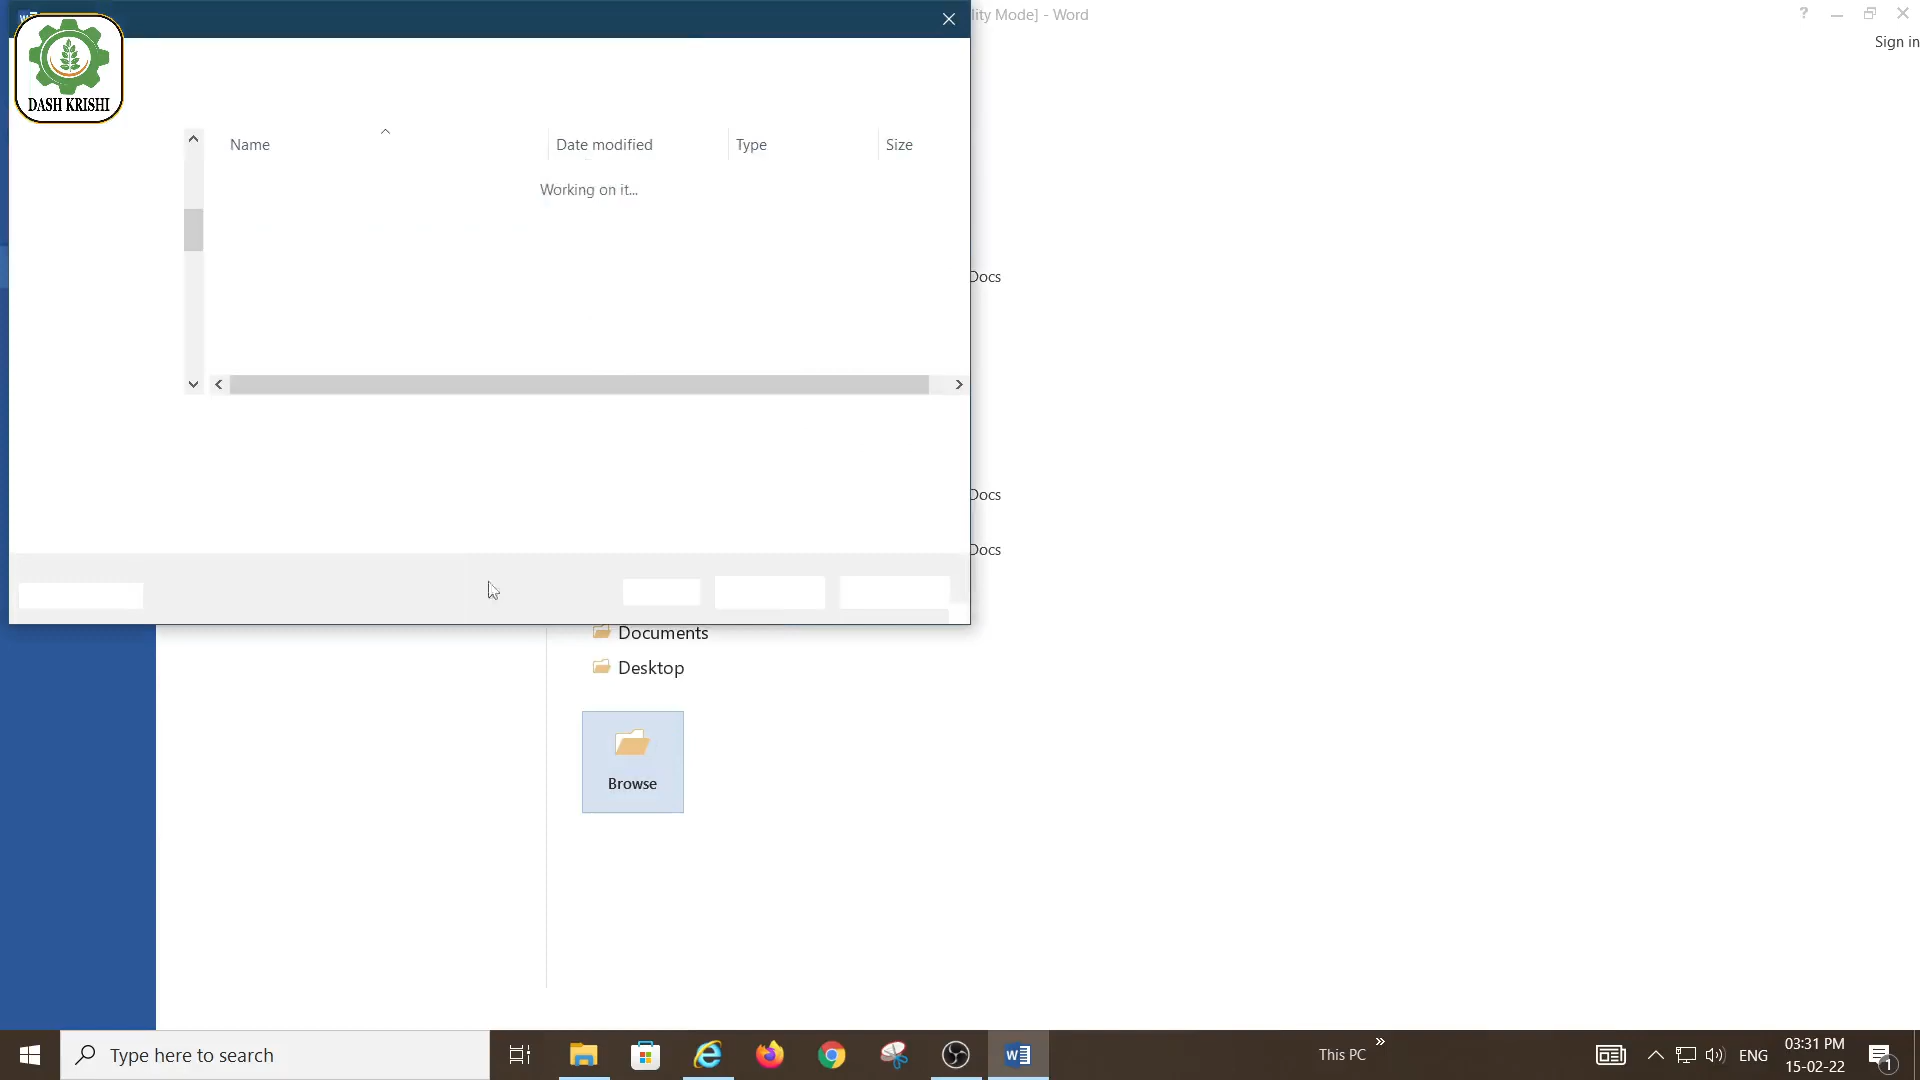 lity Mode] - Word
?
Sign in
DASH KRISHI
Name
Date modified
Type
Size
Working on it...
Docs
Docs
Docs
Documents
Desktop
Browse
Type here to search
This PC
»
ENG
03:31 PM
15-02-22
1